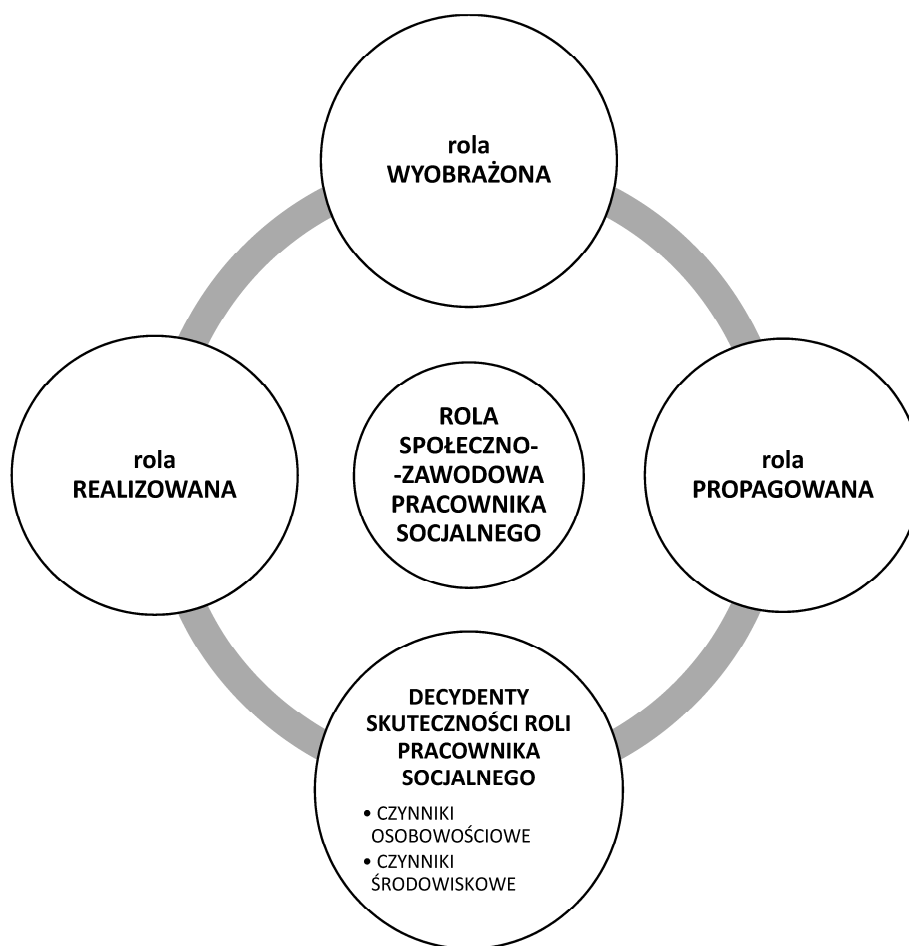 rola
WYOBRAŻONA
rola
REALIZOWANA
ROLA
SPOŁECZNO-
-ZAWODOWA
PRACOWNIKA
SOCJALNEGO
rola
PROPAGOWANA
DECYDENTY
SKUTECZNOŚCI ROLI
PRACOWNIKA
SOCJALNEGO
• CZYNNIKI
OSOBOWOŚCIOWE
• CZYNNIKI
ŚRODOWISKOWE